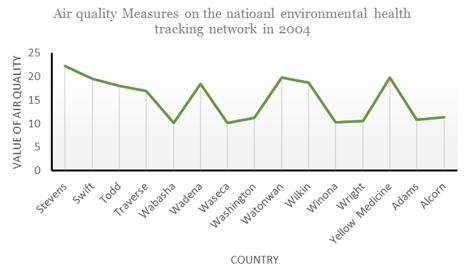 Air quality Measures on the natioanl environmental health
tracking network in 2004
VALUE OF AIR QUALITY
25
20
15
10
5
0
Stevens
Swift
Todd
Traverse
Wabasha
Wadena
Waseca
Washington
Watonwan
Wilkin
Winona
Wright
Yellow Medicine
Adams
Alcorn
COUNTRY